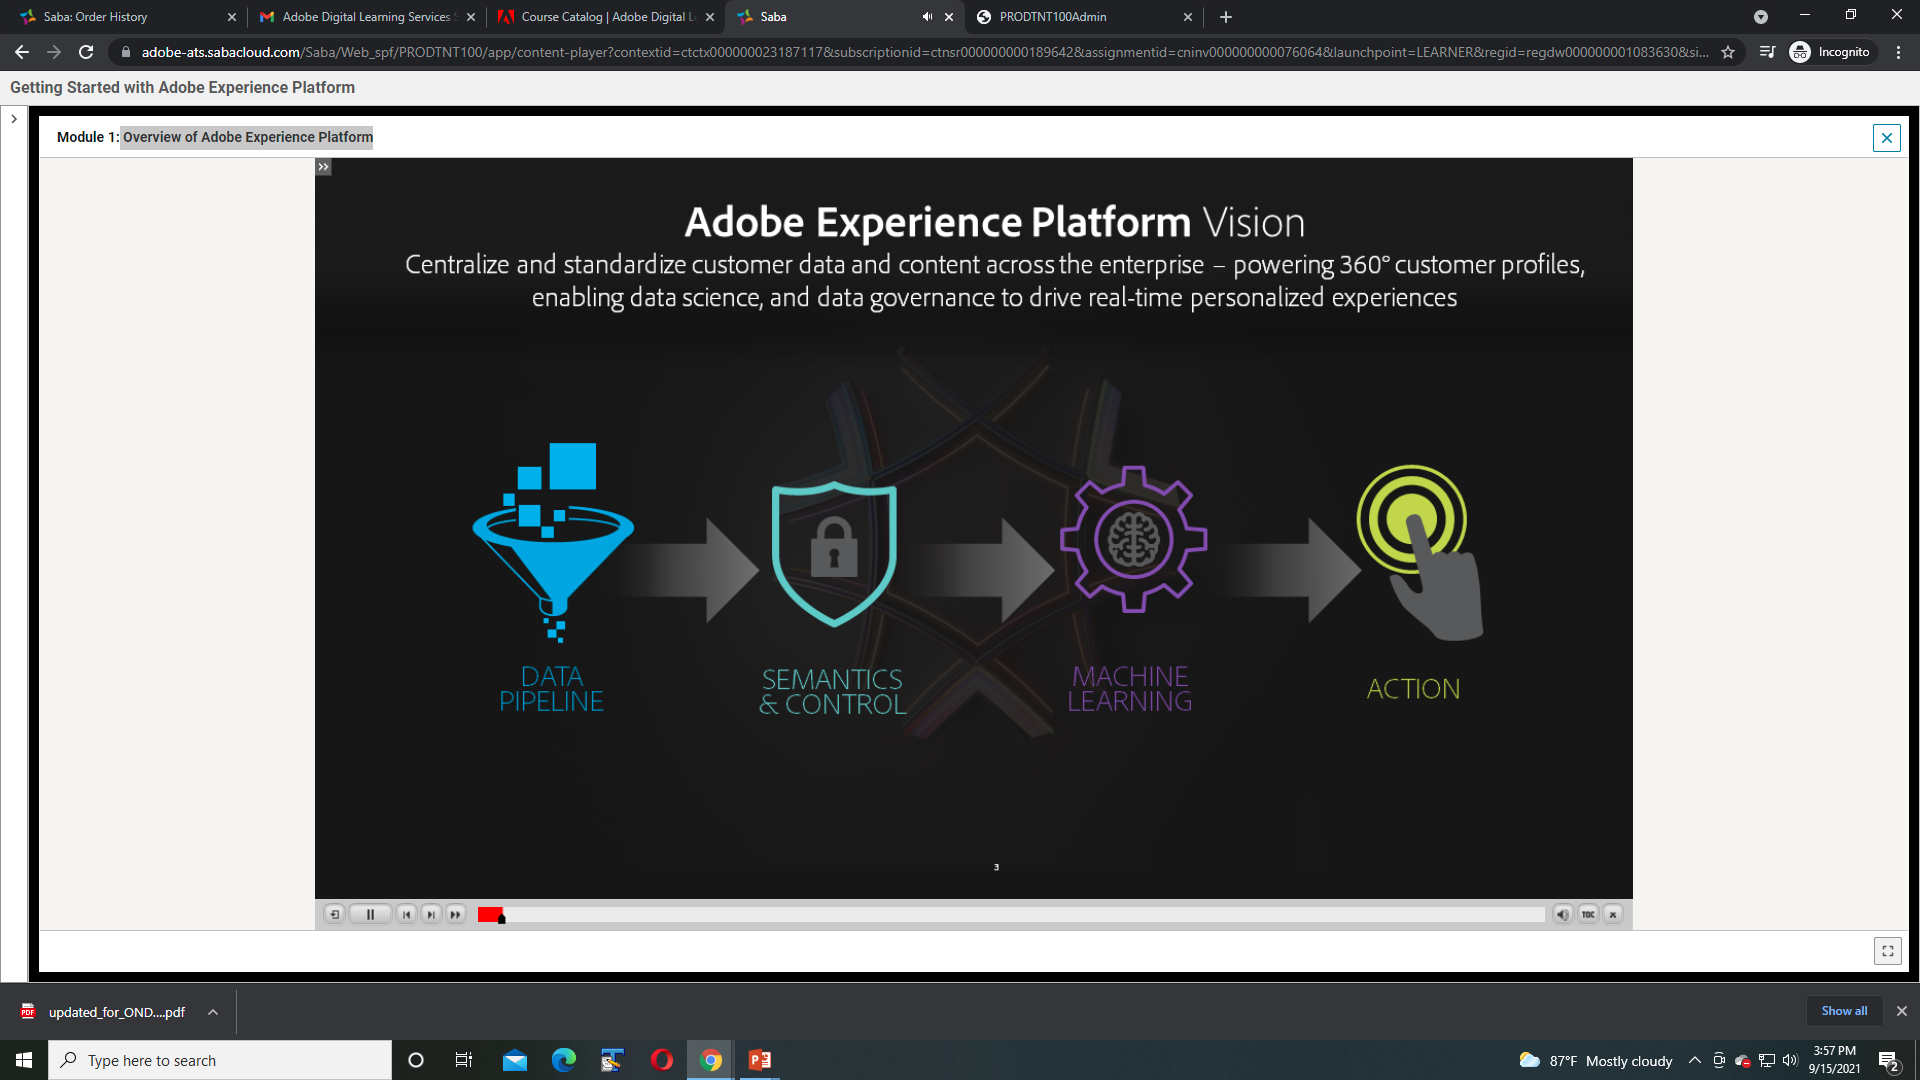 Saba: Order History
Adobe Digital Learning Services S
Course Catalog | Adobe Digital L
Saba
PRODTNT100Admin
adobe-ats.sabacloud.com/Saba/Web_spf/PRODTNT100/app/content-player?contextid=ctctx000000023187117&subscriptionid=ctnsr000000000189642&assignmentid=cninv000000000076064&launchpoint=LEARNER&regid=regdw000000001083630&si...
Incognito
Getting Started with Adobe Experience Platform
Module 1: Overview of Adobe Experience Platform
Adobe Experience Platform Vision
Centralize and standardize customer data and content across the enterprise – powering 360° customer profiles,
enabling data science, and data governance to drive real-time personalized experiences
DATA
PIPELINE
SEMANTICS
& CONTROL
MACHINE
LEARNING
ACTION
3
TOC
PDF
updated_for_OND....pdf
Show all
Type here to search
87°F Mostly cloudy
3:57 PM
9/15/2021
2